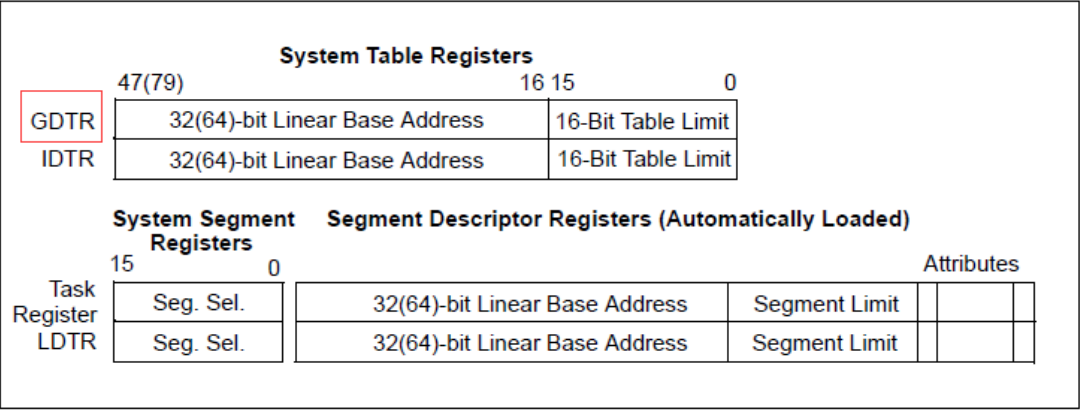 System Table Registers
47(79) 16 15 0
GDTR 32(64)-bit Linear Base Address 16-Bit Table Limit
IDTR 32(64)-bit Linear Base Address 16-Bit Table Limit
System Segment Segment Descriptor Registers (Automatically Loaded)
Registers
15 0 Attributes
Task
Register Seg. Sel. 32(64)-bit Linear Base Address Segment Limit
LDTR Seg. Sel. 32(64)-bit Linear Base Address Segment Limit